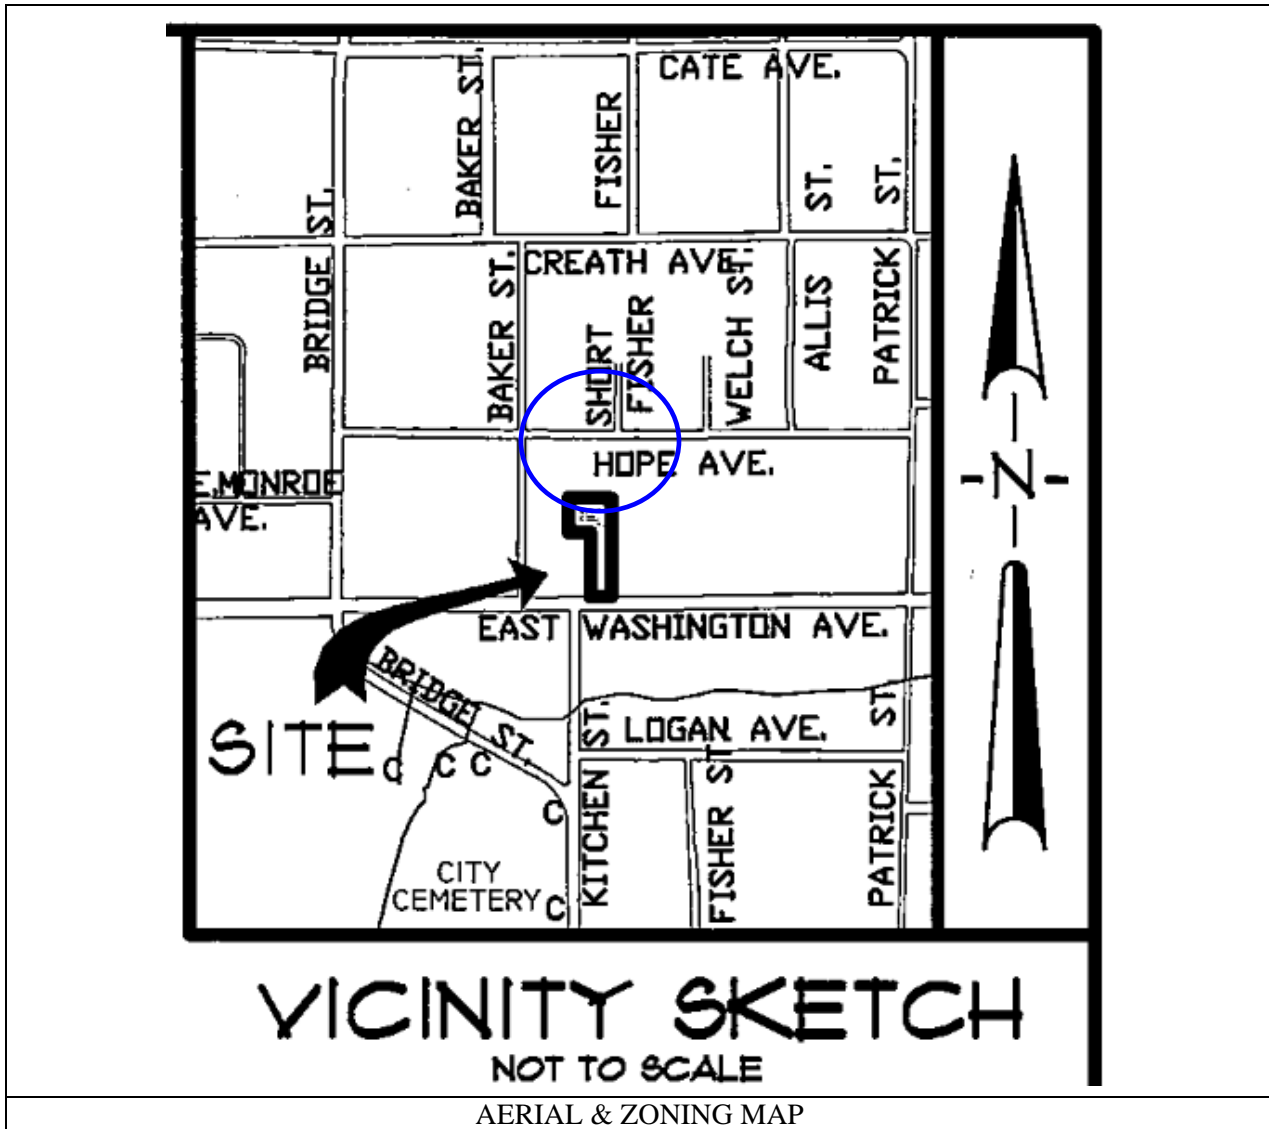 CATE AVE.
BAKER ST.
FISHER
ST.
ST.
BRIDGE ST.
CREATH AVE.
BAKER ST.
SHORT
FISHER
WELCH ST.
ALLIS
PATRICK
HOPE AVE.
E. MONROE
AVE.
-N-
EAST WASHINGTON AVE.
BRIDGE ST.
SITE
C
C C
C
C
ST.
KITCHEN
LOGAN AVE.
ST
FISHER ST
PATRICK
CITY
CEMETERY
VICINITY SKETCH
NOT TO SCALE
AERIAL & ZONING MAP